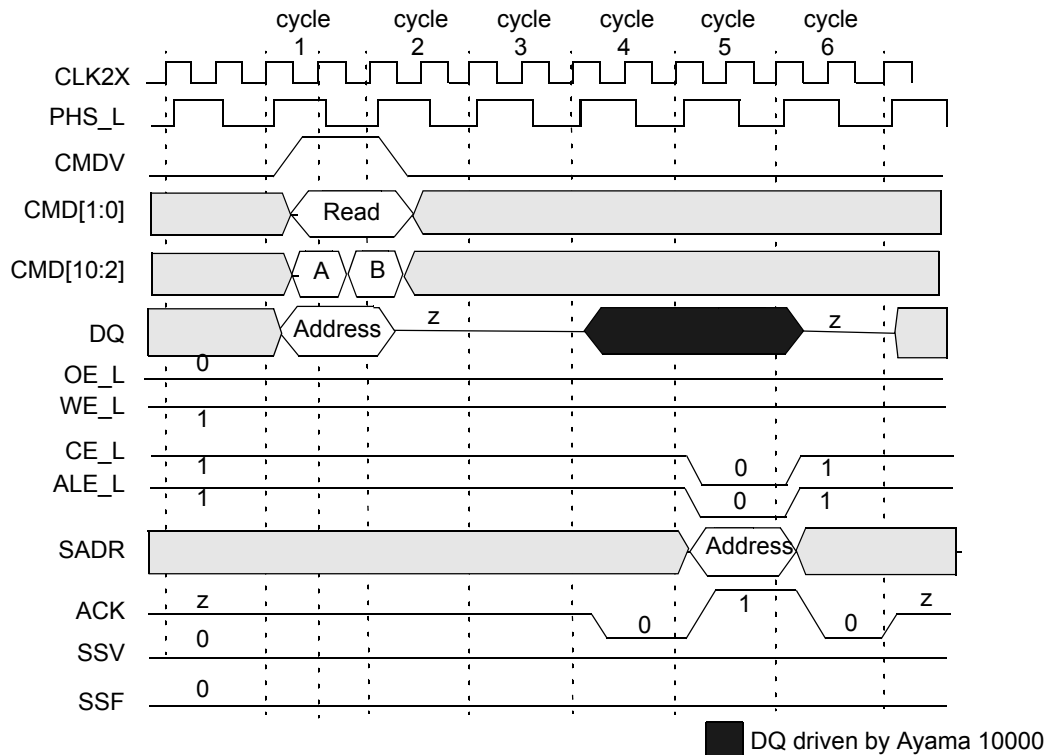 cycle cycle cycle cycle cycle cycle
1 2 3 4 5 6
CLK2X
PHS_L
CMDV
CMD[1:0] Read
CMD[10:2] A B
DQ Address z z
OE_L 0
WE_L 1
CE_L 1 0 1
ALE_L 1 0 1
SADR Address
ACK z 0 1 0 z
SSV 0
SSF 0
DQ driven by Ayama 10000